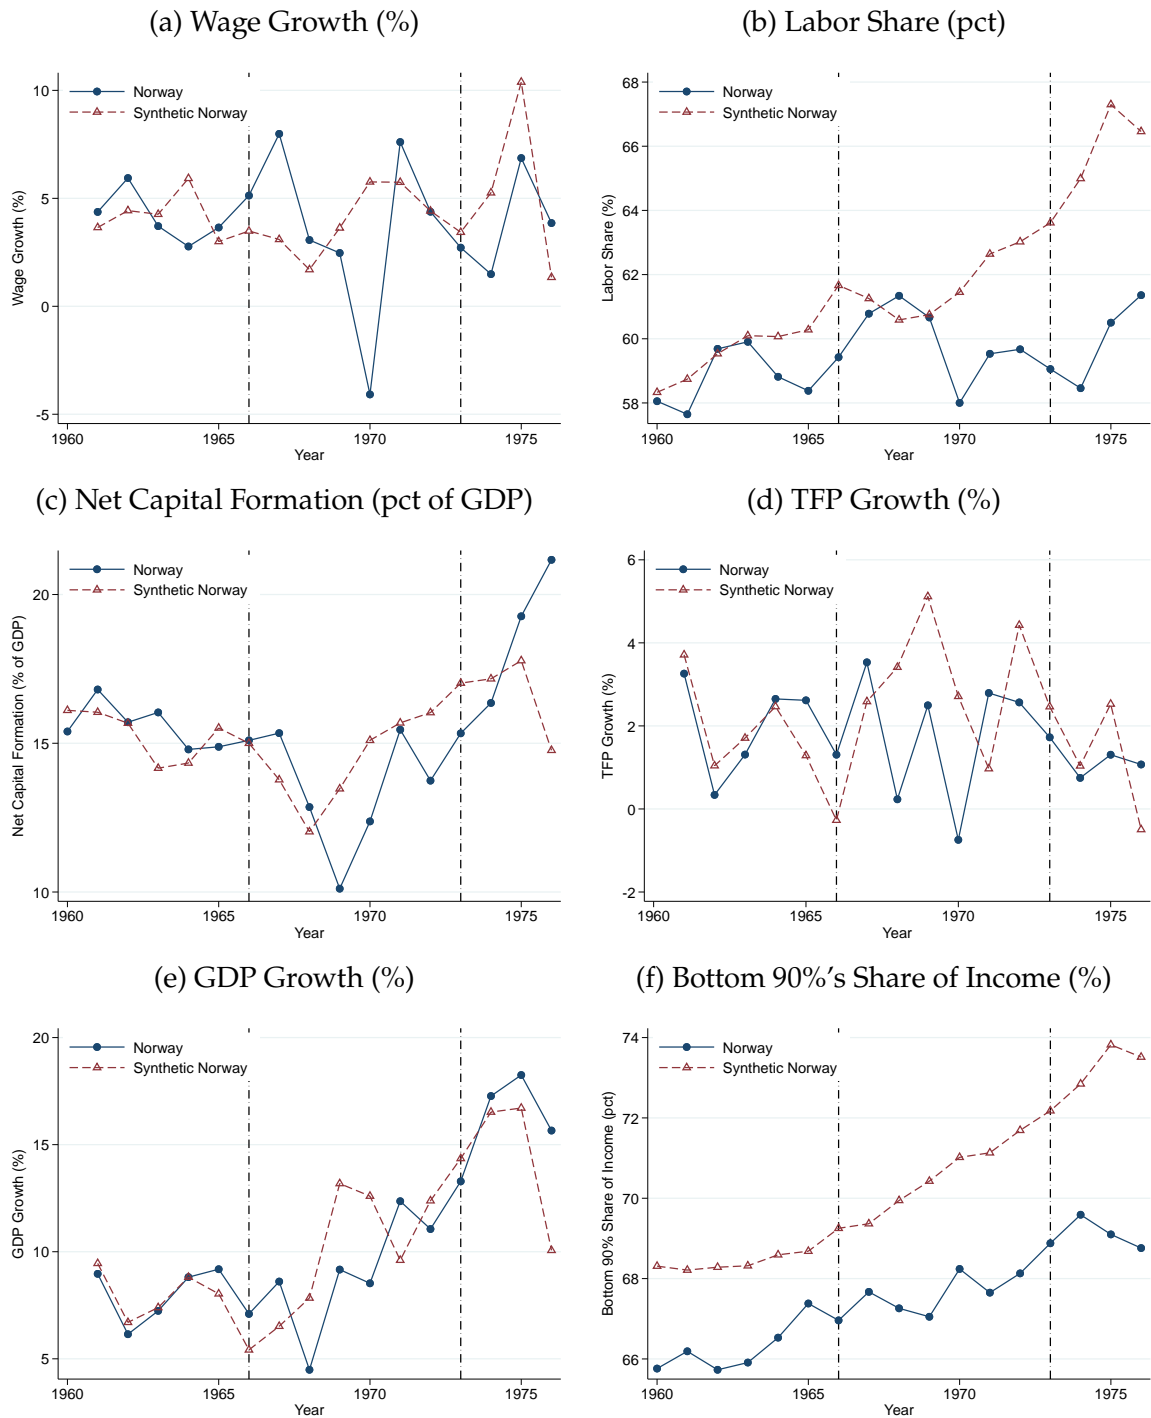 (a) Wage Growth (%)
Norway
Synthetic Norway
10
5
0
-5
Wage Growth (%)
1960 1965 1970 1975
Year
(b) Labor Share (pct)
Norway
Synthetic Norway
68
66
64
62
60
58
Labor Share (%)
1960 1965 1970 1975
Year
(c) Net Capital Formation (pct of GDP)
Norway
Synthetic Norway
20
15
10
Net Capital Formation (% of GDP)
1960 1965 1970 1975
Year
(d) TFP Growth (%)
Norway
Synthetic Norway
6
4
2
0
-2
TFP Growth (%)
1960 1965 1970 1975
Year
(e) GDP Growth (%)
Norway
Synthetic Norway
20
15
10
5
GDP Growth (%)
1960 1965 1970 1975
Year
(f) Bottom 90%’s Share of Income (%)
Norway
Synthetic Norway
74
72
70
68
66
Bottom 90% Share of Income (pct)
1960 1965 1970 1975
Year